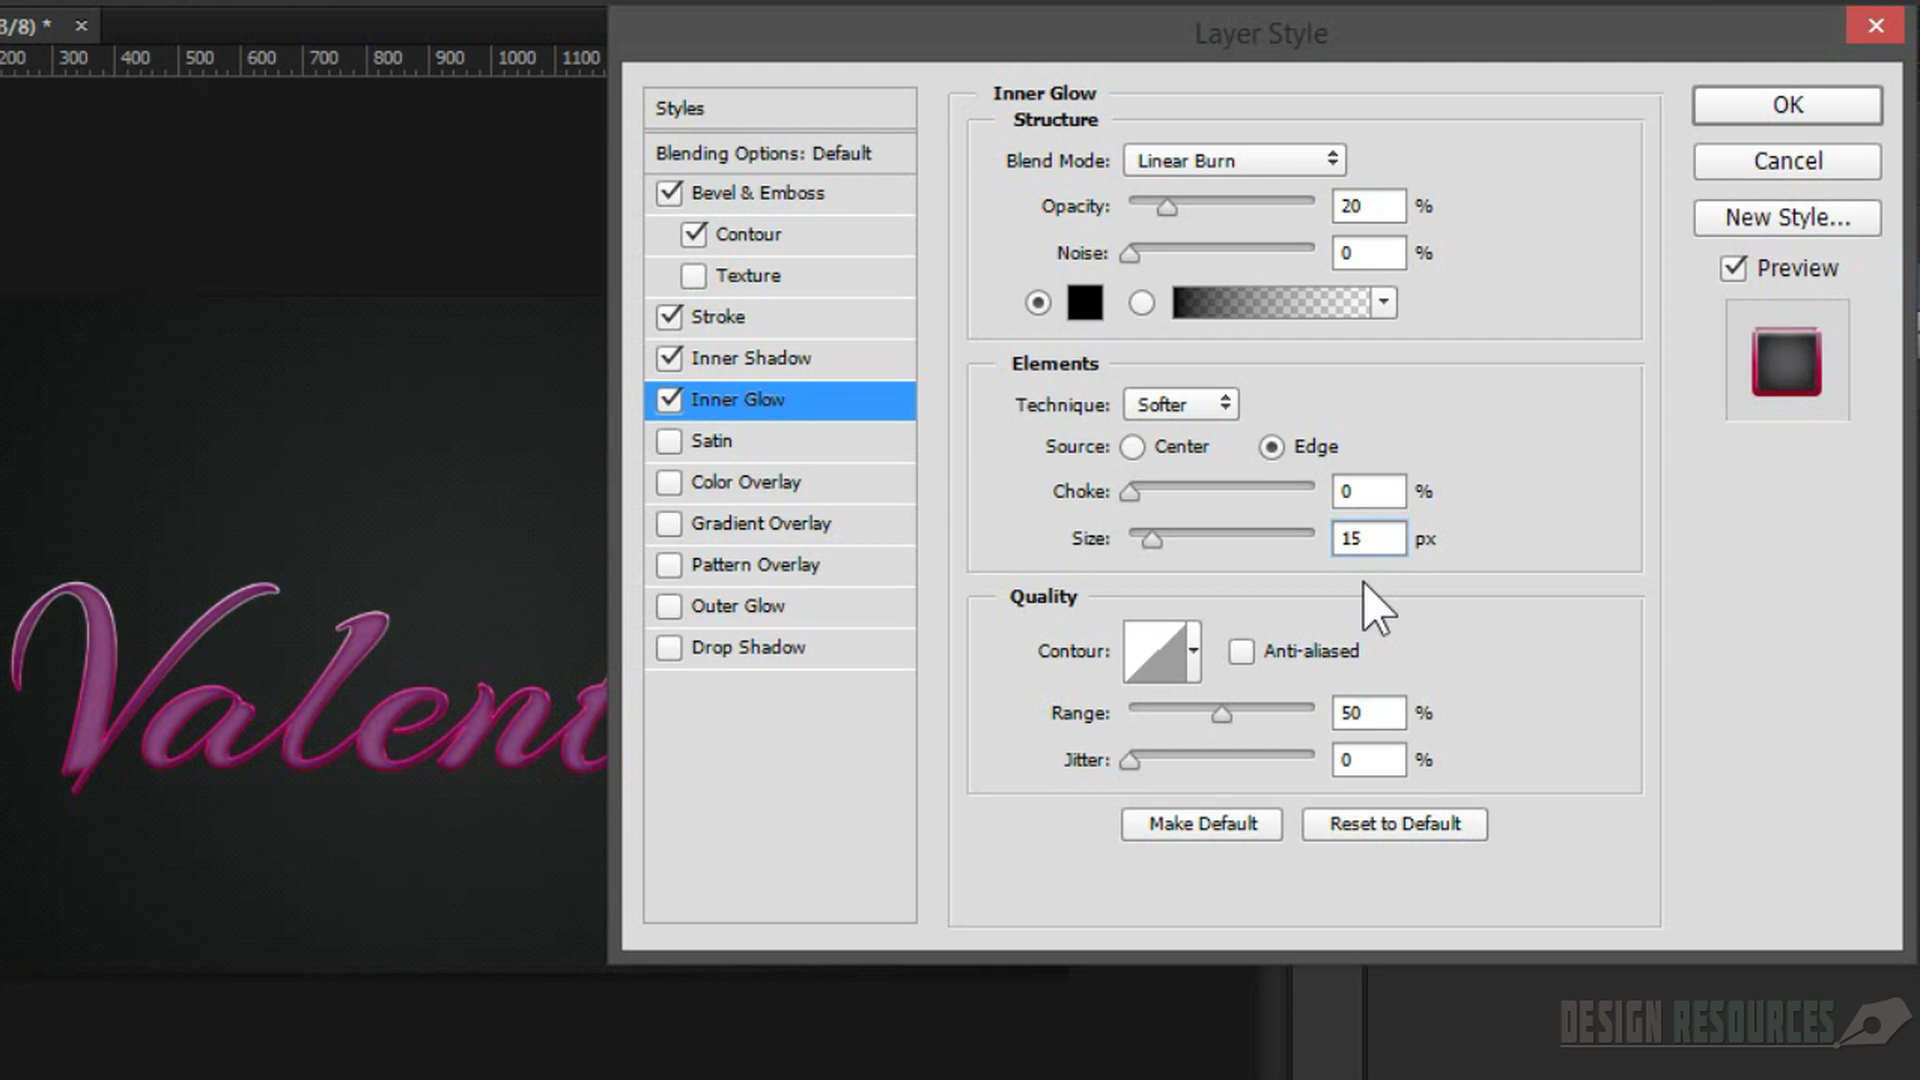 3/8) * ×
200 300 400 500 600 700 800 900 1000 1100
Layer Style
Styles
Blending Options: Default
Bevel & Emboss
Contour
Texture
Stroke
Inner Shadow
Inner Glow
Satin
Color Overlay
Gradient Overlay
Pattern Overlay
Outer Glow
Drop Shadow
Inner Glow
Structure
Blend Mode: Linear Burn
Opacity: 20 %
Noise: 0 %
Elements
Technique: Softer
Source: Center Edge
Choke: 0 %
Size: 15 px
Quality
Contour: Anti-aliased
Range: 50 %
Jitter: 0 %
Make Default Reset to Default
OK
Cancel
New Style...
Preview
Valent
DESIGN RESOURCES